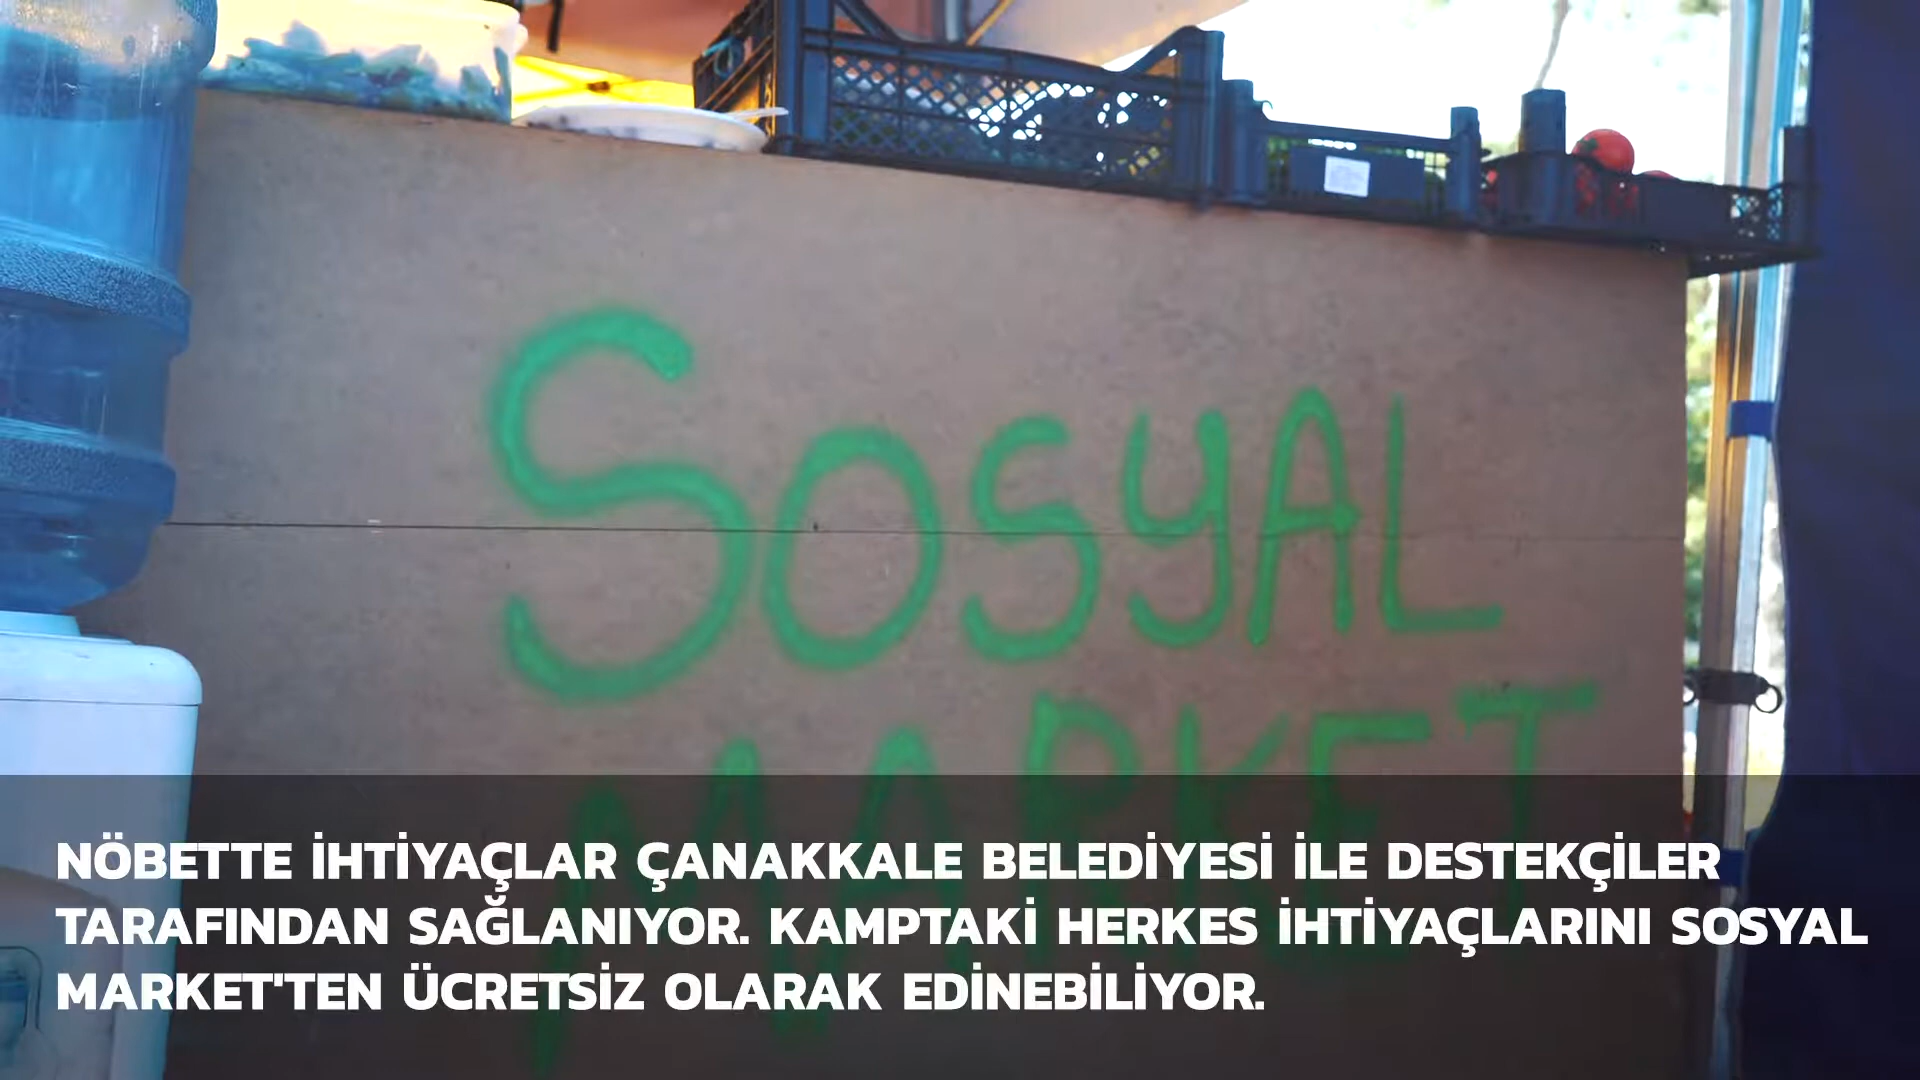 SOSYAL
MARKET
NÖBETTE İHTİYAÇLAR ÇANAKKALE BELEDİYESİ İLE DESTEKÇİLER
TARAFINDAN SAĞLANIYOR. KAMPTAKİ HERKES İHTİYAÇLARINI SOSYAL
MARKET'TEN ÜCRETSİZ OLARAK EDİNEBİLİYOR.